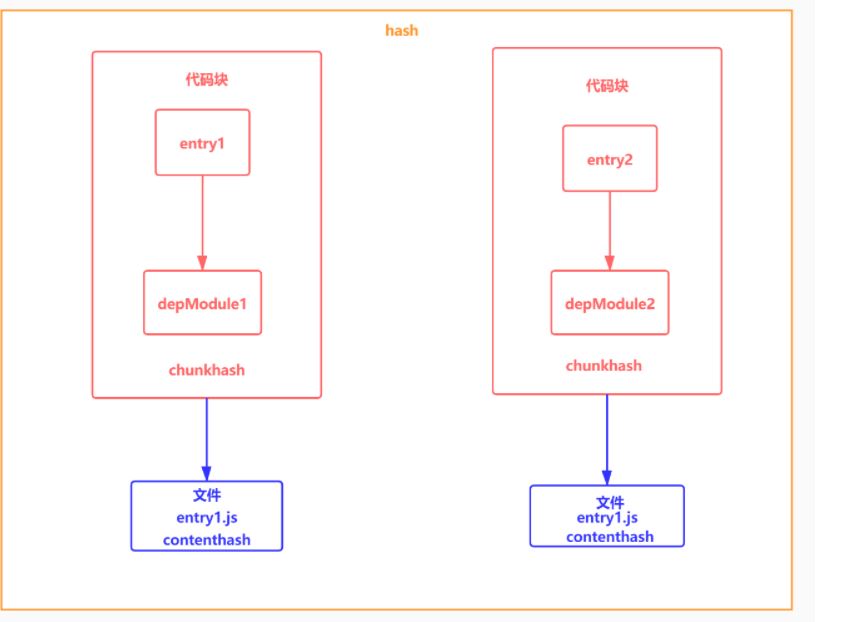 hash
代码块
entry1
depModule1
chunkhash
文件
entry1.js
contenthash
代码块
entry2
depModule2
chunkhash
文件
entry1.js
contenthash